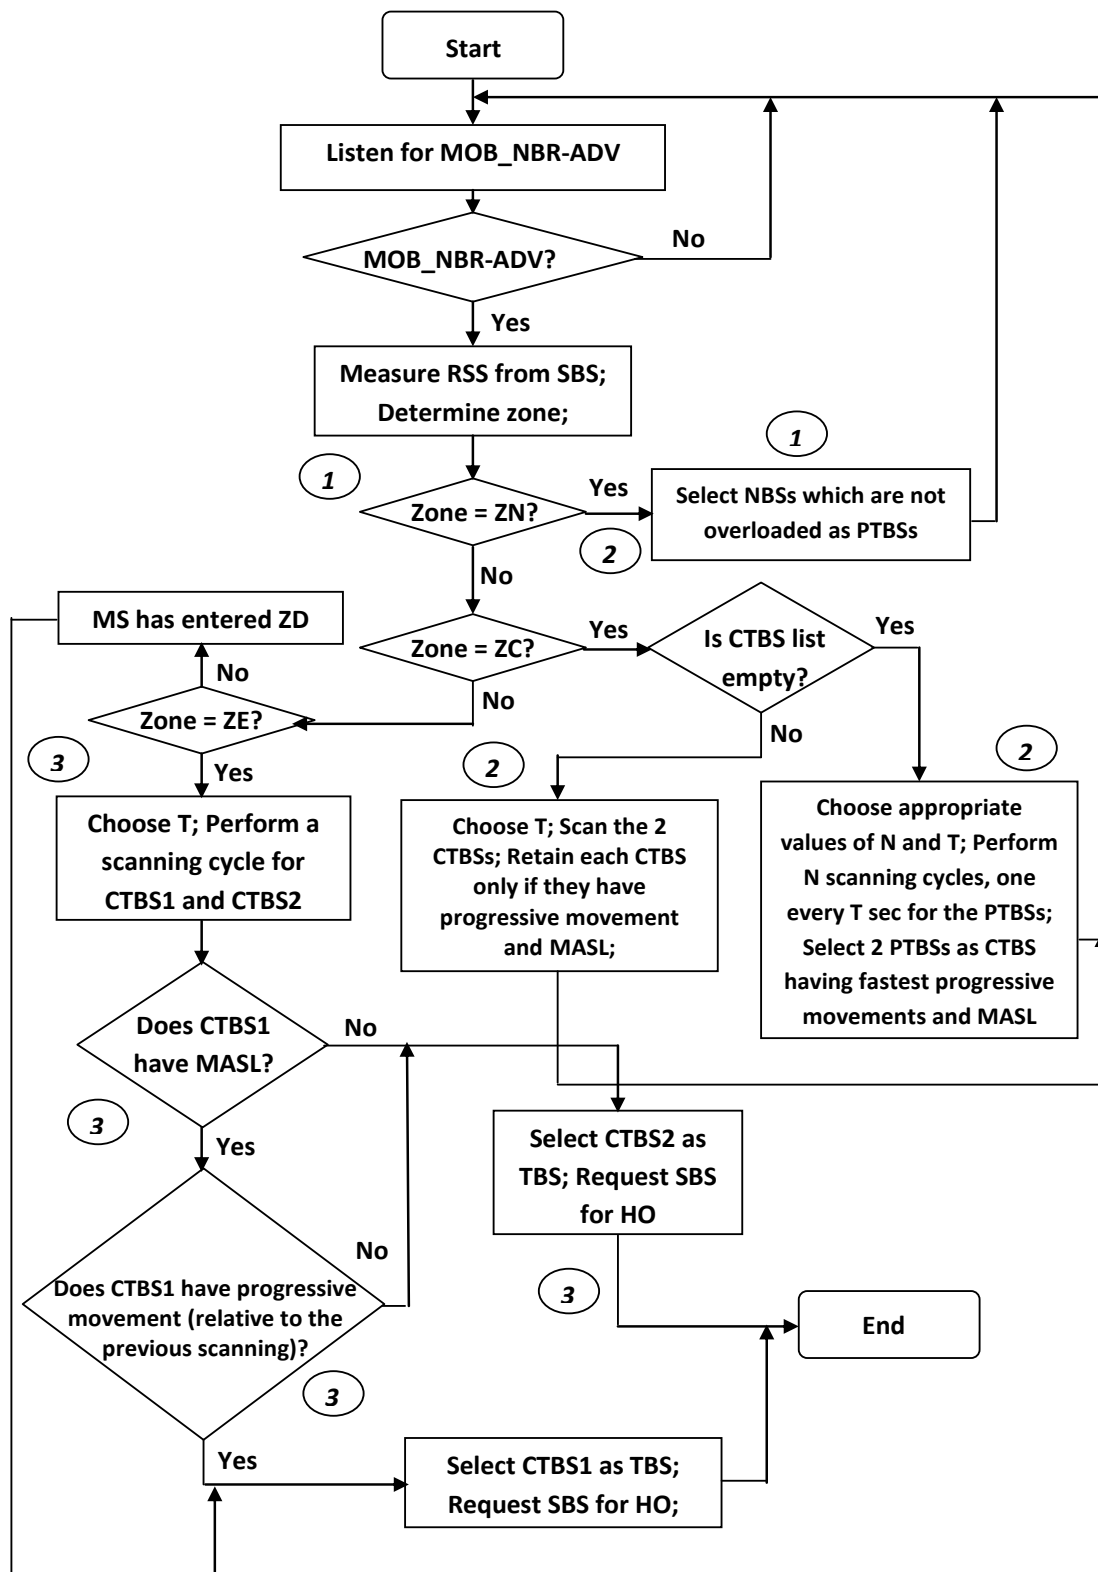 Start
Listen for MOB_NBR-ADV
MOB_NBR-ADV?
No
Yes
Measure RSS from SBS;
Determine zone;
1
1
Zone = ZN?
Yes
2
Select NBSs which are not
overloaded as PTBSs
No
MS has entered ZD
Zone = ZC?
Yes
Is CTBS list
empty?
Yes
No
Zone = ZE?
No
No
3
Yes
2
2
Choose T; Perform a
scanning cycle for
CTBS1 and CTBS2
Choose T; Scan the 2
CTBSs; Retain each CTBS
only if they have
progressive movement
and MASL;
Choose appropriate
values of N and T; Perform
N scanning cycles, one
every T sec for the PTBSs;
Select 2 PTBSs as CTBS
having fastest progressive
movements and MASL
Does CTBS1
have MASL?
No
3
Yes
Select CTBS2 as
TBS; Request SBS
for HO
No
Does CTBS1 have progressive
movement (relative to the
previous scanning)?
3
End
3
Yes
Select CTBS1 as TBS;
Request SBS for HO;